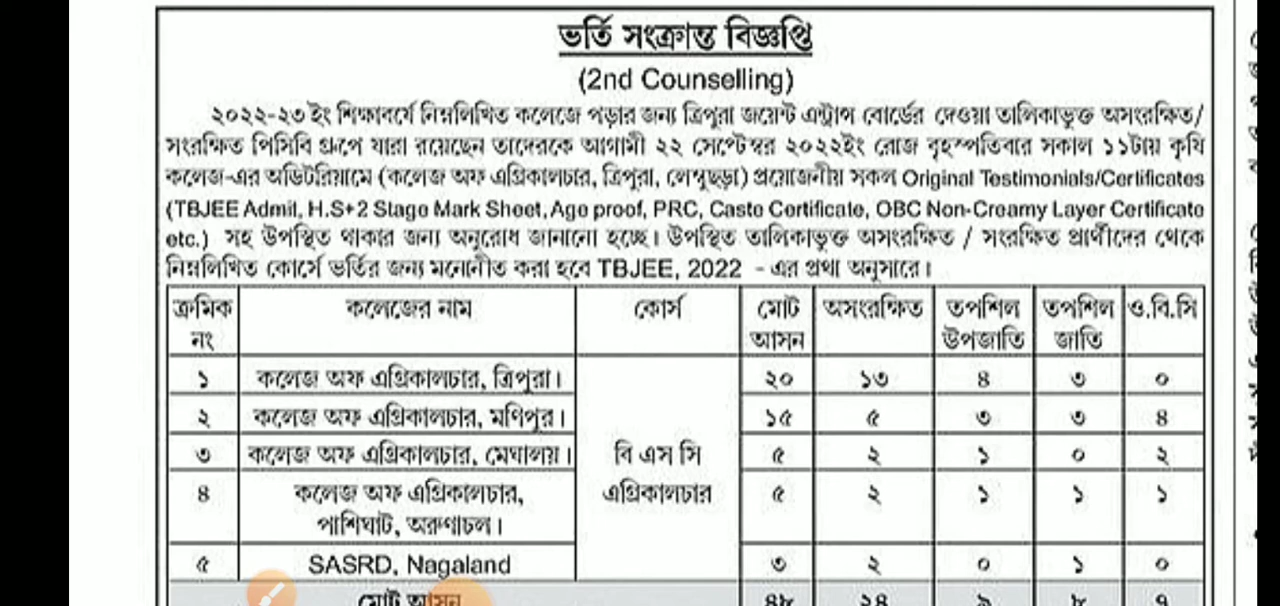 ভর্তি সংক্রান্ত বিজ্ঞপ্তি
(2nd Counselling)
২০২২-২৩ ইং শিক্ষাবর্ষে নিম্নলিখিত কলেজে পড়ার জন্য ত্রিপুরা জয়েন্ট এন্ট্রান্স বোর্ডের দেওয়া তালিকাভুক্ত অসংরক্ষিত/
সংরক্ষিত পিসিবি গ্রুপে যারা রয়েছেন তাদেরকে আগামী ২২ সেপ্টেম্বর ২০২২ইং রোজ বৃহস্পতিবার সকাল ১১টায় কৃষি
কলেজ-এর অডিটরিয়ামে (কলেজ অফ এগ্রিকালচার, ত্রিপুরা, লেম্বুছড়া) প্রয়োজনীয় সকল Original Testimonials/Certificates
(TBJEE Admit, H.S+2 Stage Mark Sheet, Age proof, PRC, Caste Certificate, OBC Non-Creamy Layer Certificate
etc.) সহ উপস্থিত থাকার জন্য অনুরোধ জানানো হচ্ছে। উপস্থিত তালিকাভুক্ত অসংরক্ষিত / সংরক্ষিত প্রার্থীদের থেকে
নিম্নলিখিত কোর্সে ভর্তির জন্য মনোনীত করা হবে TBJEE, 2022 - এর প্রথা অনুসারে।
ক্রমিক নং কলেজের নাম কোর্স মোট আসন অসংরক্ষিত তপশিল উপজাতি তপশিল জাতি ও.বি.সি
১ কলেজ অফ এগ্রিকালচার, ত্রিপুরা। ২০ ১৩ ৪ ৩ ০
২ কলেজ অফ এগ্রিকালচার, মণিপুর। ১৫ ৫ ৩ ৩ ৪
৩ কলেজ অফ এগ্রিকালচার, মেঘালয়। বি এস সি ৫ ২ ১ ০ ২
৪ কলেজ অফ এগ্রিকালচার, এগ্রিকালচার ৫ ২ ১ ১ ১
পাশিঘাট, অরুণাচল।
৫ SASRD, Nagaland ৩ ২ ০ ১ ০
মোট আসন ৪৮ ২৪ ৯ ৮ ৭